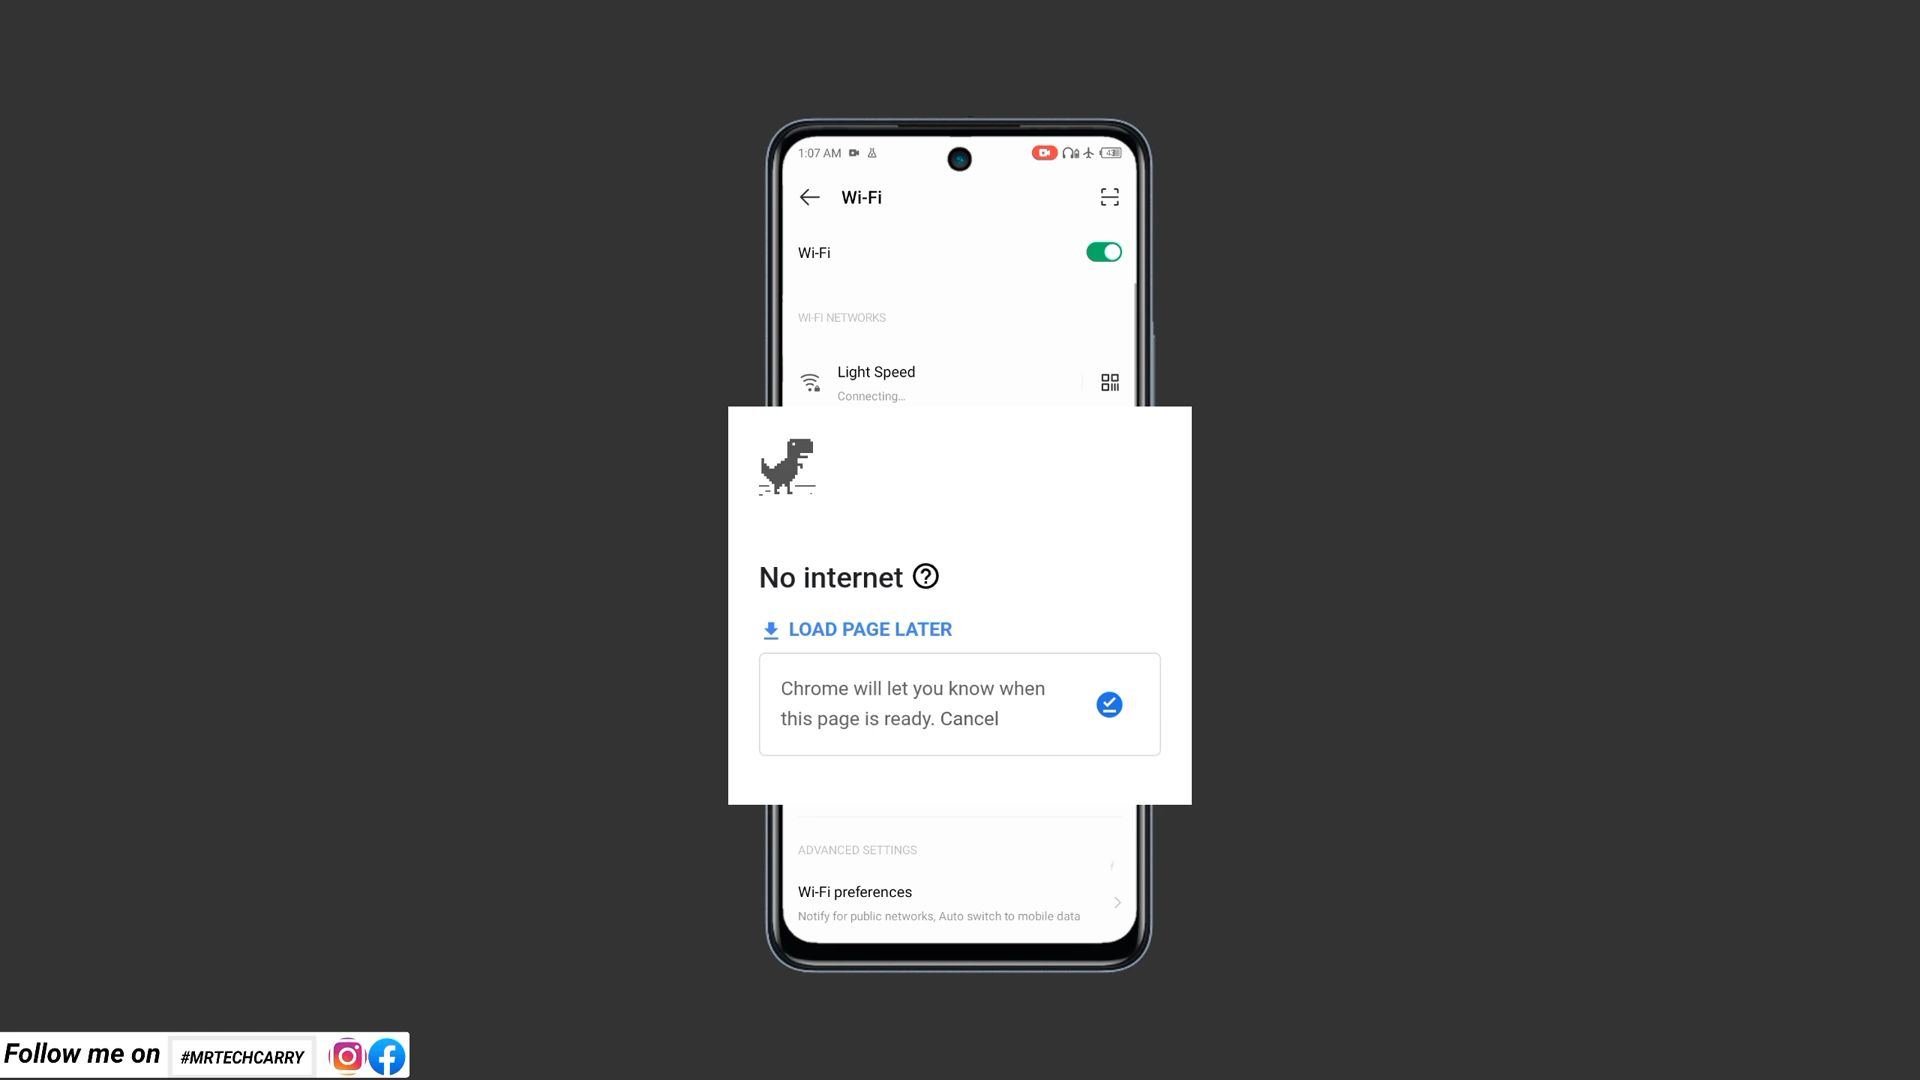 1:07 AM
43
Wi-Fi
Wi-Fi
WI-FI NETWORKS
Light Speed
Connecting...
No internet
LOAD PAGE LATER
Chrome will let you know when
this page is ready. Cancel
ADVANCED SETTINGS
Wi-Fi preferences
Notify for public networks, Auto switch to mobile data
Follow me on #MRTECHCARRY